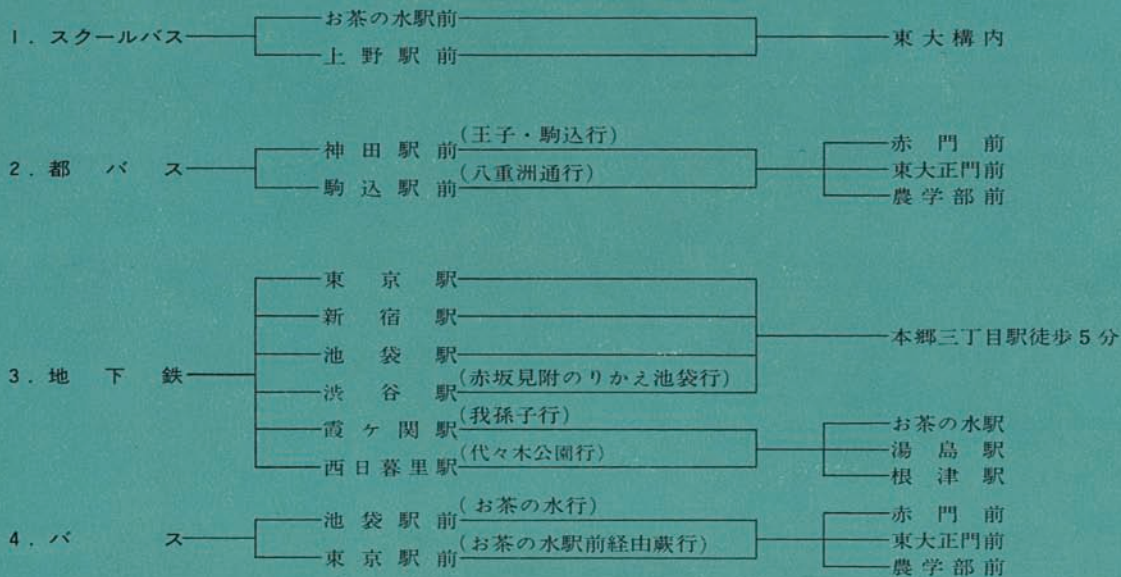 お茶の水駅前
1.スクールバス 東大構内
上野駅前
神田駅前(王子・駒込行) 赤門前
2.都バス 東大正門前
駒込駅前(八重洲通行) 農学部前
東京駅
新宿駅
本郷三丁目駅徒歩5分
池袋駅
3.地下鉄
渋谷駅(赤坂見附のりかえ池袋行)
霞ケ関駅(我孫子行) お茶の水駅
湯島駅
西日暮里駅(代々木公園行) 根津駅
池袋駅前(お茶の水行) 赤門前
4.バス 東大正門前
東京駅前(お茶の水駅前経由蕨行) 農学部前